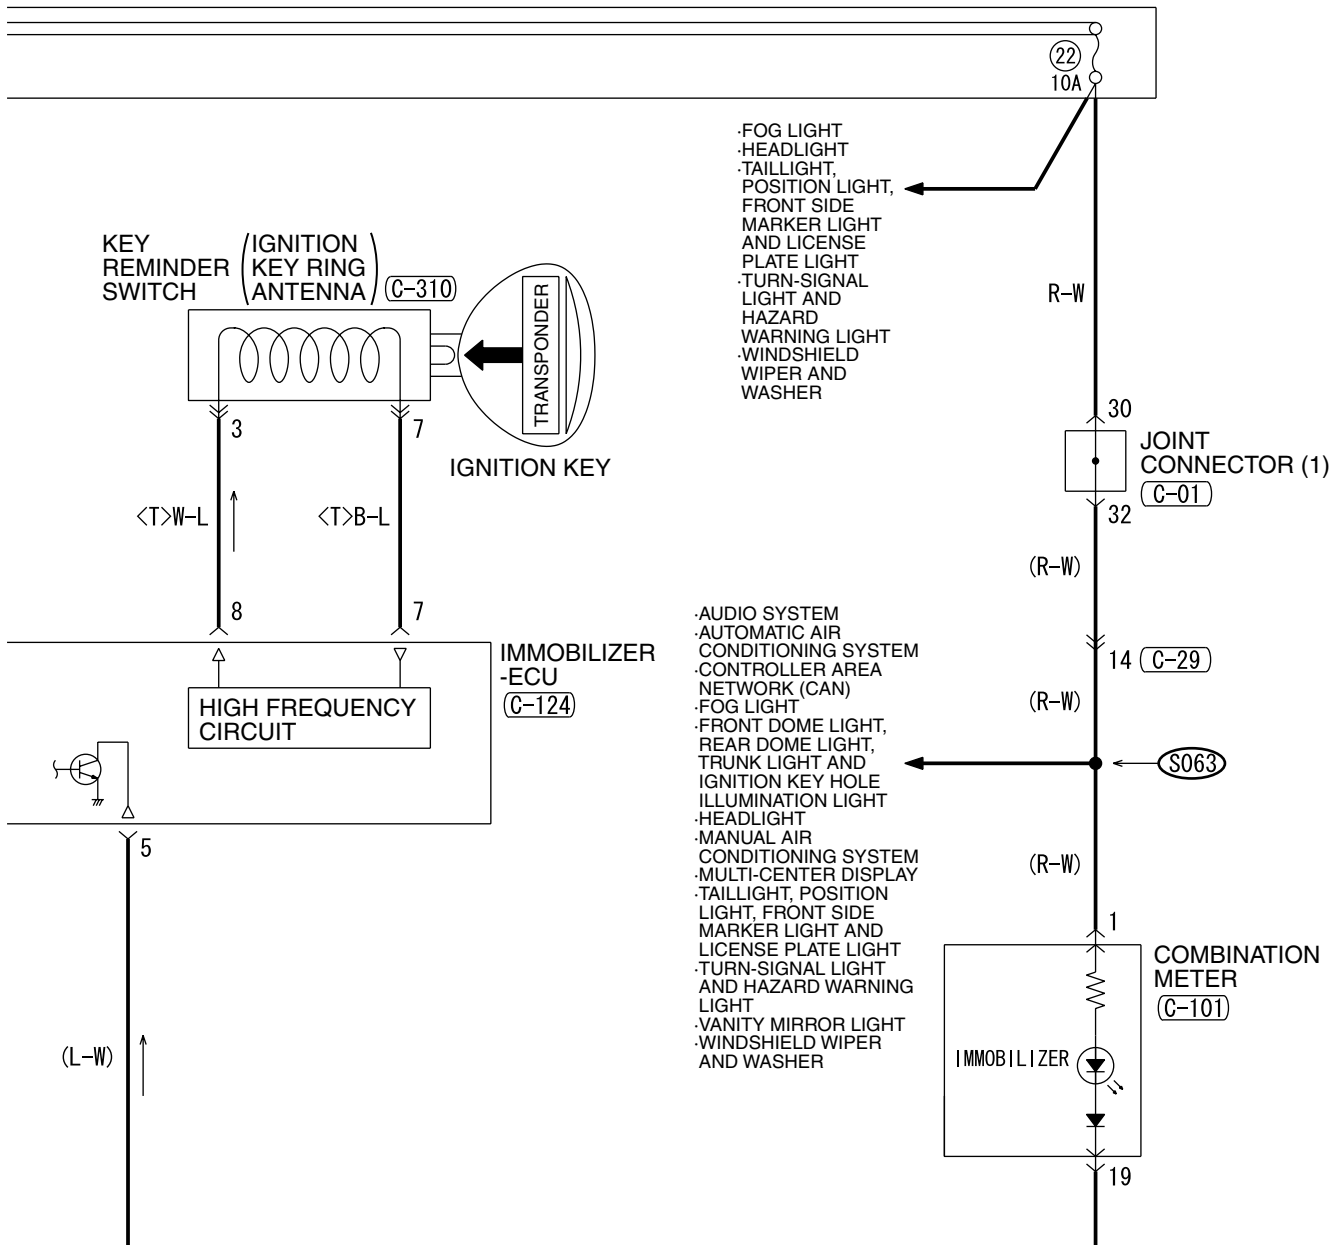 22
10A
·FOG LIGHT
·HEADLIGHT
·TAILLIGHT,
POSITION LIGHT,
FRONT SIDE
MARKER LIGHT
AND LICENSE
PLATE LIGHT
·TURN-SIGNAL
LIGHT AND
HAZARD
WARNING LIGHT
·WINDSHIELD
WIPER AND
WASHER
R-W
KEY
REMINDER
SWITCH
(IGNITION
KEY RING
ANTENNA)
C-310
TRANSPONDER
IGNITION KEY
3
7
<T>W-L
<T>B-L
8
7
IMMOBILIZER
-ECU
C-124
HIGH FREQUENCY
CIRCUIT
5
(L-W)
30
JOINT
CONNECTOR (1)
C-01
32
(R-W)
14
C-29
(R-W)
S063
·AUDIO SYSTEM
·AUTOMATIC AIR
CONDITIONING SYSTEM
·CONTROLLER AREA
NETWORK (CAN)
·FOG LIGHT
·FRONT DOME LIGHT,
REAR DOME LIGHT,
TRUNK LIGHT AND
IGNITION KEY HOLE
ILLUMINATION LIGHT
·HEADLIGHT
·MANUAL AIR
CONDITIONING SYSTEM
·MULTI-CENTER DISPLAY
·TAILLIGHT, POSITION
LIGHT, FRONT SIDE
MARKER LIGHT AND
LICENSE PLATE LIGHT
·TURN-SIGNAL LIGHT
AND HAZARD WARNING
LIGHT
·VANITY MIRROR LIGHT
·WINDSHIELD WIPER
AND WASHER
(R-W)
1
COMBINATION
METER
C-101
IMMOBILIZER
19